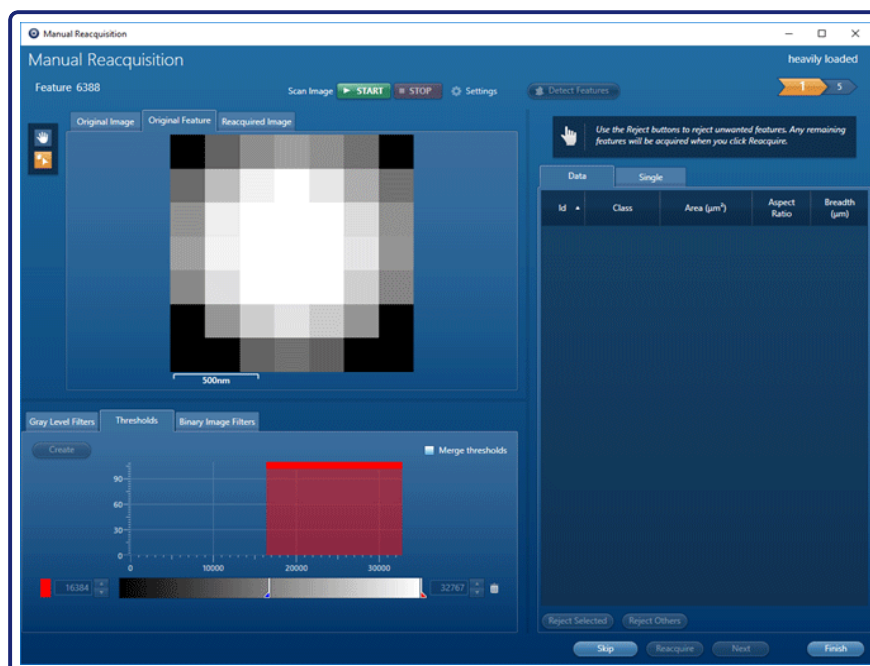 Manual Reacquisition
Manual Reacquisition
heavily loaded
Feature 6388
Scan Image
START
STOP
Settings
Detect Features
1
5
Original Image
Original Feature
Reacquired Image
500nm
Use the Reject buttons to reject unwanted features. Any remaining
features will be acquired when you click Reacquire.
Data
Single
Id
Class
Area (µm²)
Aspect
Ratio
Breadth
(µm)
Gray Level Filters
Thresholds
Binary Image Filters
Create
Merge thresholds
90
60
30
0
0
10000
20000
30000
16384
32767
Reject Selected
Reject Others
Skip
Reacquire
Next
Finish